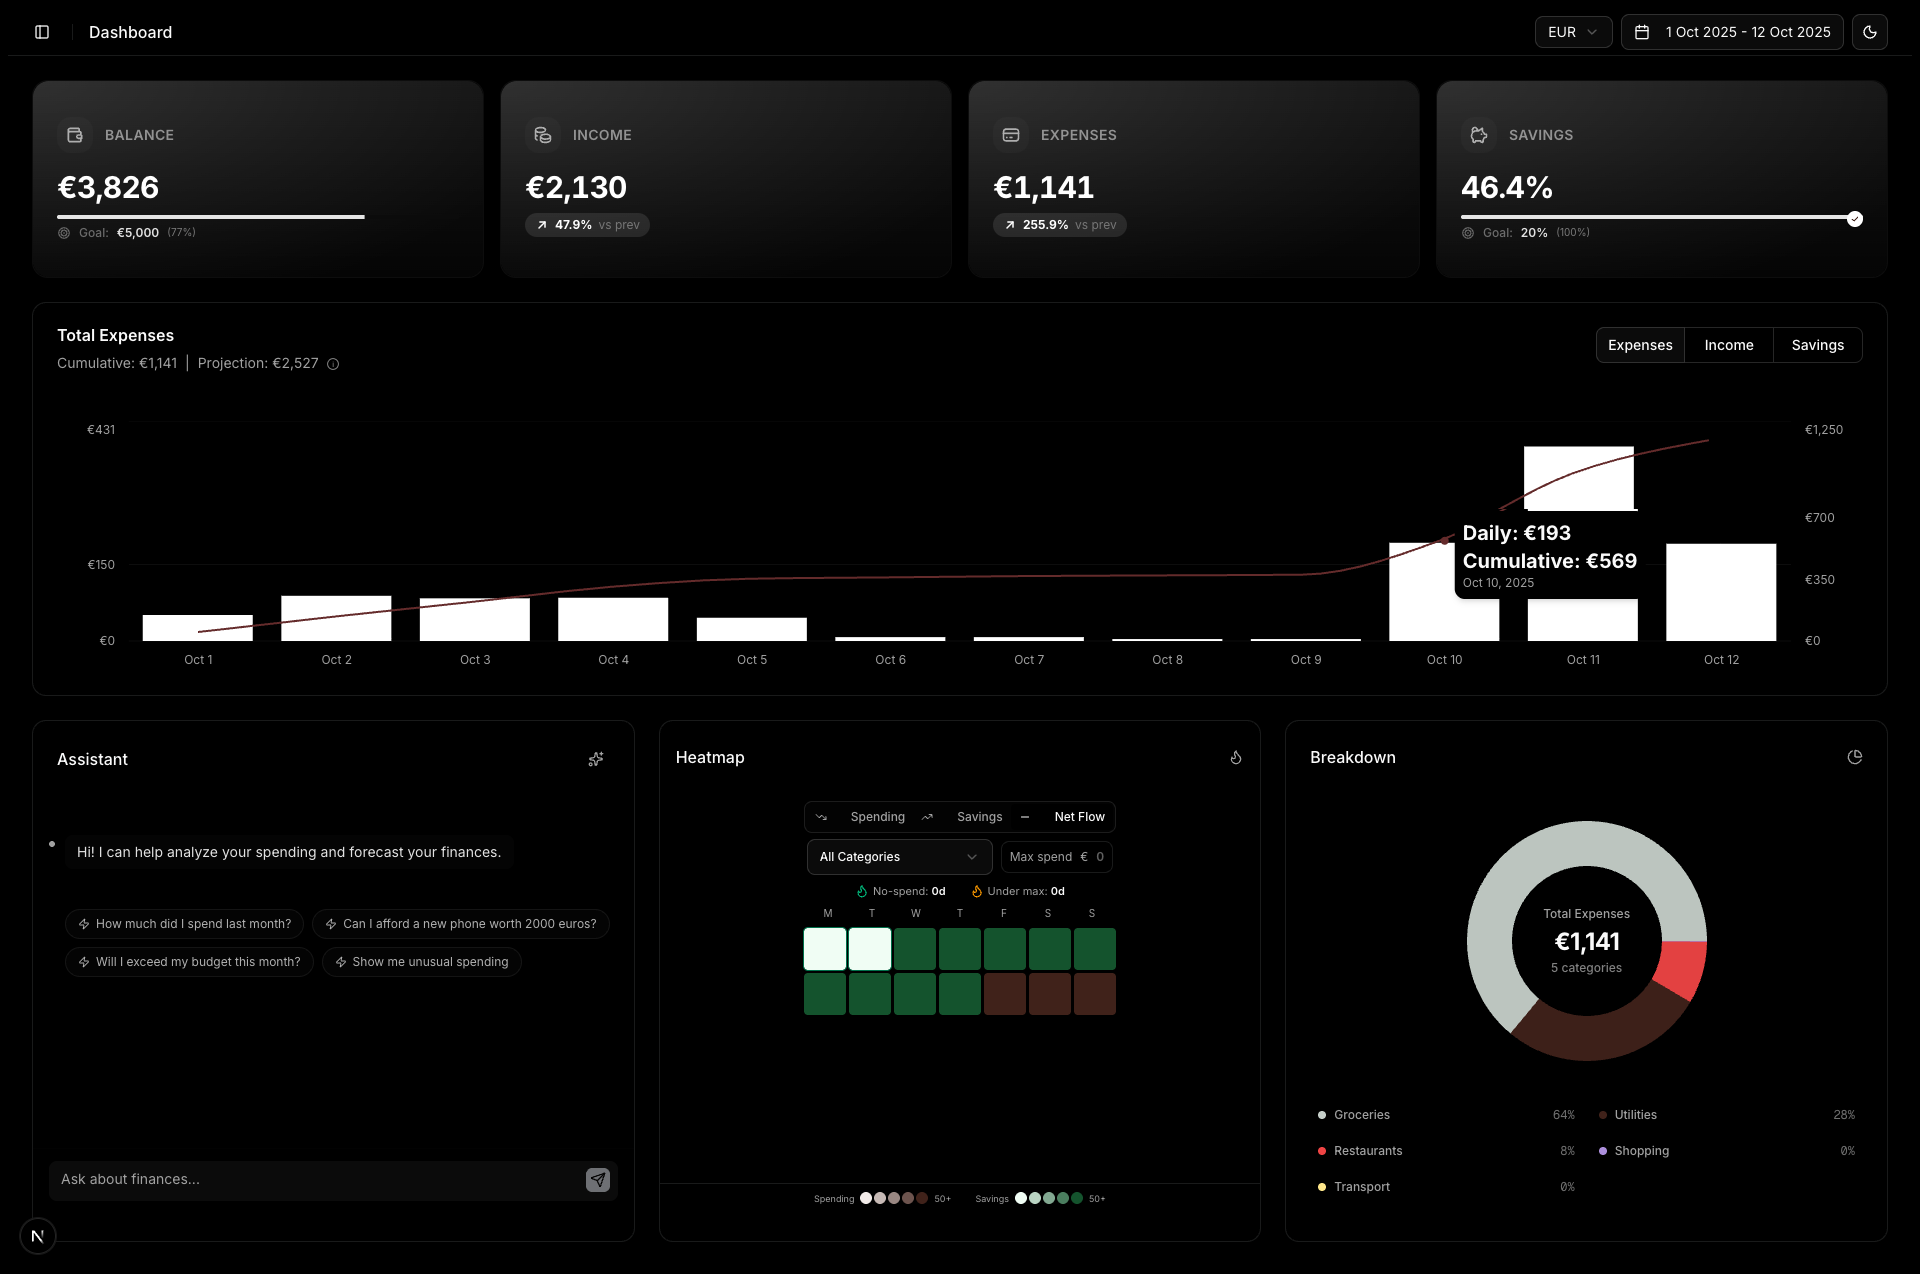 Dashboard
EUR
1 Oct 2025 - 12 Oct 2025
BALANCE
€3,826
Goal: €5,000 (77%)
INCOME
€2,130
47.9% vs prev
EXPENSES
€1,141
255.9% vs prev
SAVINGS
46.4%
Goal: 20% (100%)
Total Expenses
Cumulative: €1,141 | Projection: €2,527
Expenses Income Savings
€431
€150
€0
€1,250
€700
€350
€0
Daily: €193
Cumulative: €569
Oct 10, 2025
Oct 1 Oct 2 Oct 3 Oct 4 Oct 5 Oct 6 Oct 7 Oct 8 Oct 9 Oct 10 Oct 11 Oct 12
Assistant
Hi! I can help analyze your spending and forecast your finances.
How much did I spend last month?
Can I afford a new phone worth 2000 euros?
Will I exceed my budget this month?
Show me unusual spending
Ask about finances...
N
Heatmap
Spending Savings Net Flow
All Categories
Max spend € 0
No-spend: 0d Under max: 0d
M T W T F S S
Spending 50+ Savings 50+
Breakdown
Total Expenses
€1,141
5 categories
Groceries 64%
Utilities 28%
Restaurants 8%
Shopping 0%
Transport 0%